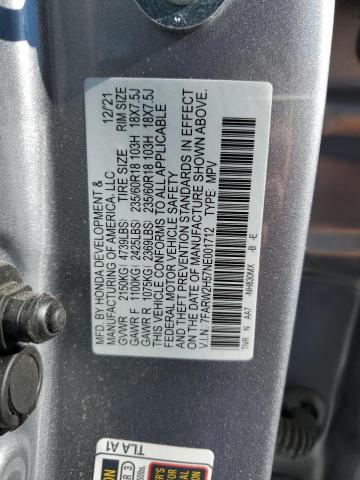 MFD. BY HONDA DEVELOPMENT & 12/21
MANUFACTURING OF AMERICA, LLC
TIRE SIZE RIM SIZE
GVWR 2150KG( 4739LBS)
GAWR F 1100KG( 2425LBS) 235/60R18 103H 18X7.5J
GAWR R 1075KG( 2369LBS) 235/60R18 103H 18X7.5J
THIS VEHICLE CONFORMS TO ALL APPLICABLE
FEDERAL MOTOR VEHICLE SAFETY
AND THEFT PREVENTION STANDARDS IN EFFECT
ON THE DATE OF MANUFACTURE SHOWN ABOVE.
V.I.N.: 7FARW2H57NE001712 TYPE: MPV
TNR N AA7 -NH830MX -B -E
TLA A1